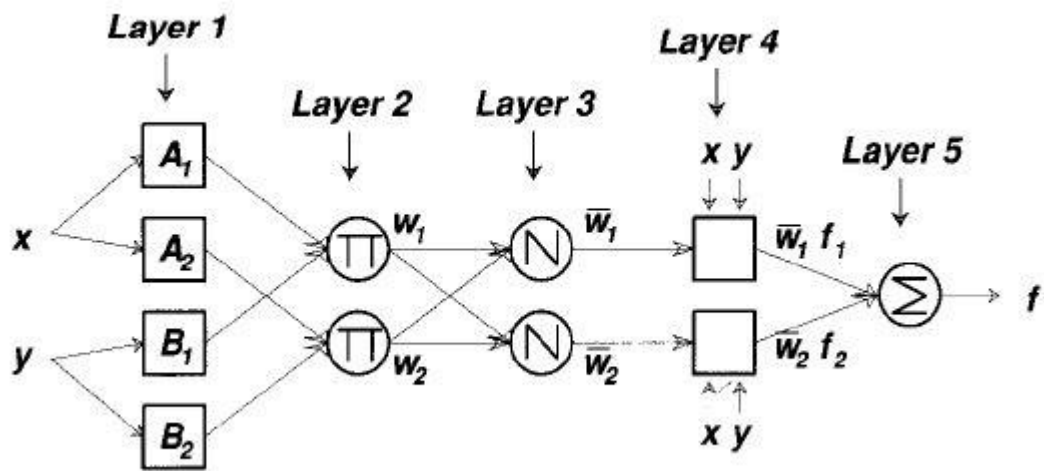 Layer 1
Layer 2
Layer 3
Layer 4
Layer 5
x
y
A1
A2
B1
B2
Π
Π
w1
w2
N
N
w̅1
w̅2
x y
x y
w̅1 f1
w̅2 f2
Σ
f